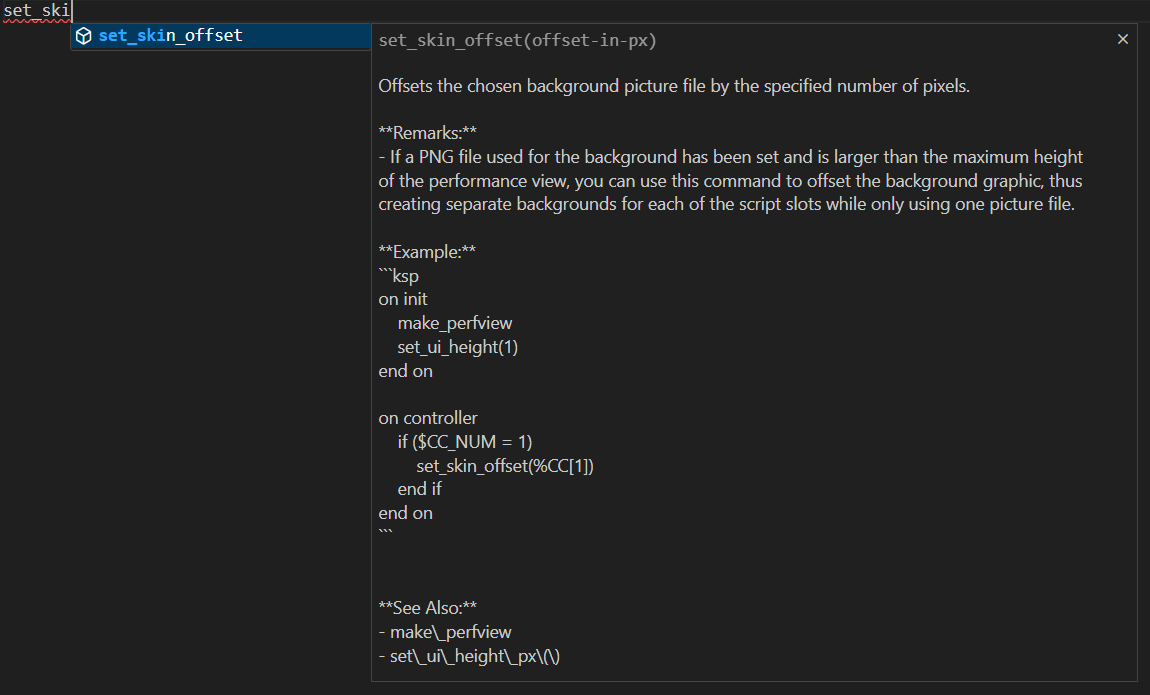 set_ski
set_skin_offset
set_skin_offset(offset-in-px)
Offsets the chosen background picture file by the specified number of pixels.
**Remarks:**
- If a PNG file used for the background has been set and is larger than the maximum height
of the performance view, you can use this command to offset the background graphic, thus
creating separate backgrounds for each of the script slots while only using one picture file.
**Example:**
```ksp
on init
    make_perfview
    set_ui_height(1)
end on
on controller
    if ($CC_NUM = 1)
        set_skin_offset(%CC[1])
    end if
end on
```
**See Also:**
- make\_perfview
- set\_ui\_height\_px\(\)